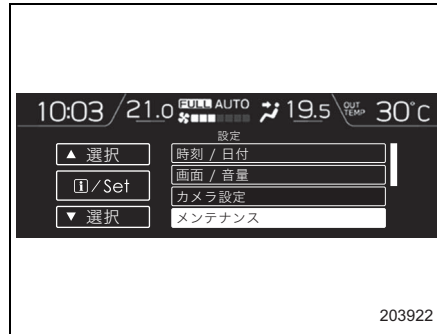 10:03 21.0 FULL AUTO 19.5 OUT TEMP 30°C
設定
▲ 選択
時刻 / 日付
画面 / 音量
i/Set
カメラ設定
▼ 選択
メンテナンス
203922